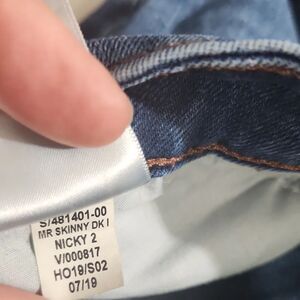 S/481401-00
MR SKINNY DK I
NICKY 2
V/000817
HO19/S02
07/19